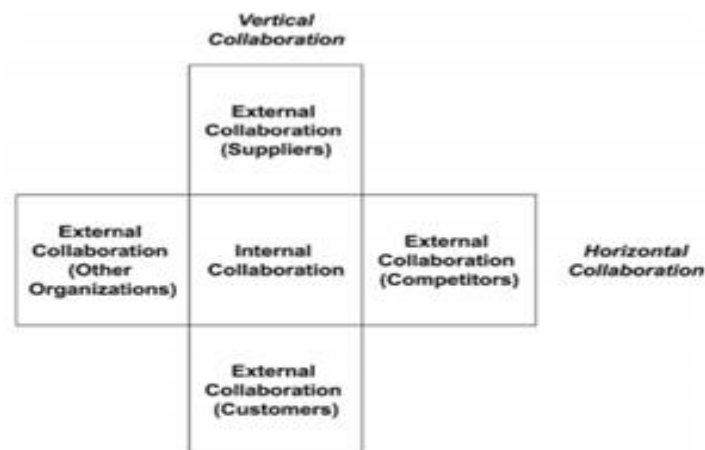 Vertical
Collaboration
External
Collaboration
(Suppliers)
External
Collaboration
(Other
Organizations)
Internal
Collaboration
External
Collaboration
(Competitors)
Horizontal
Collaboration
External
Collaboration
(Customers)